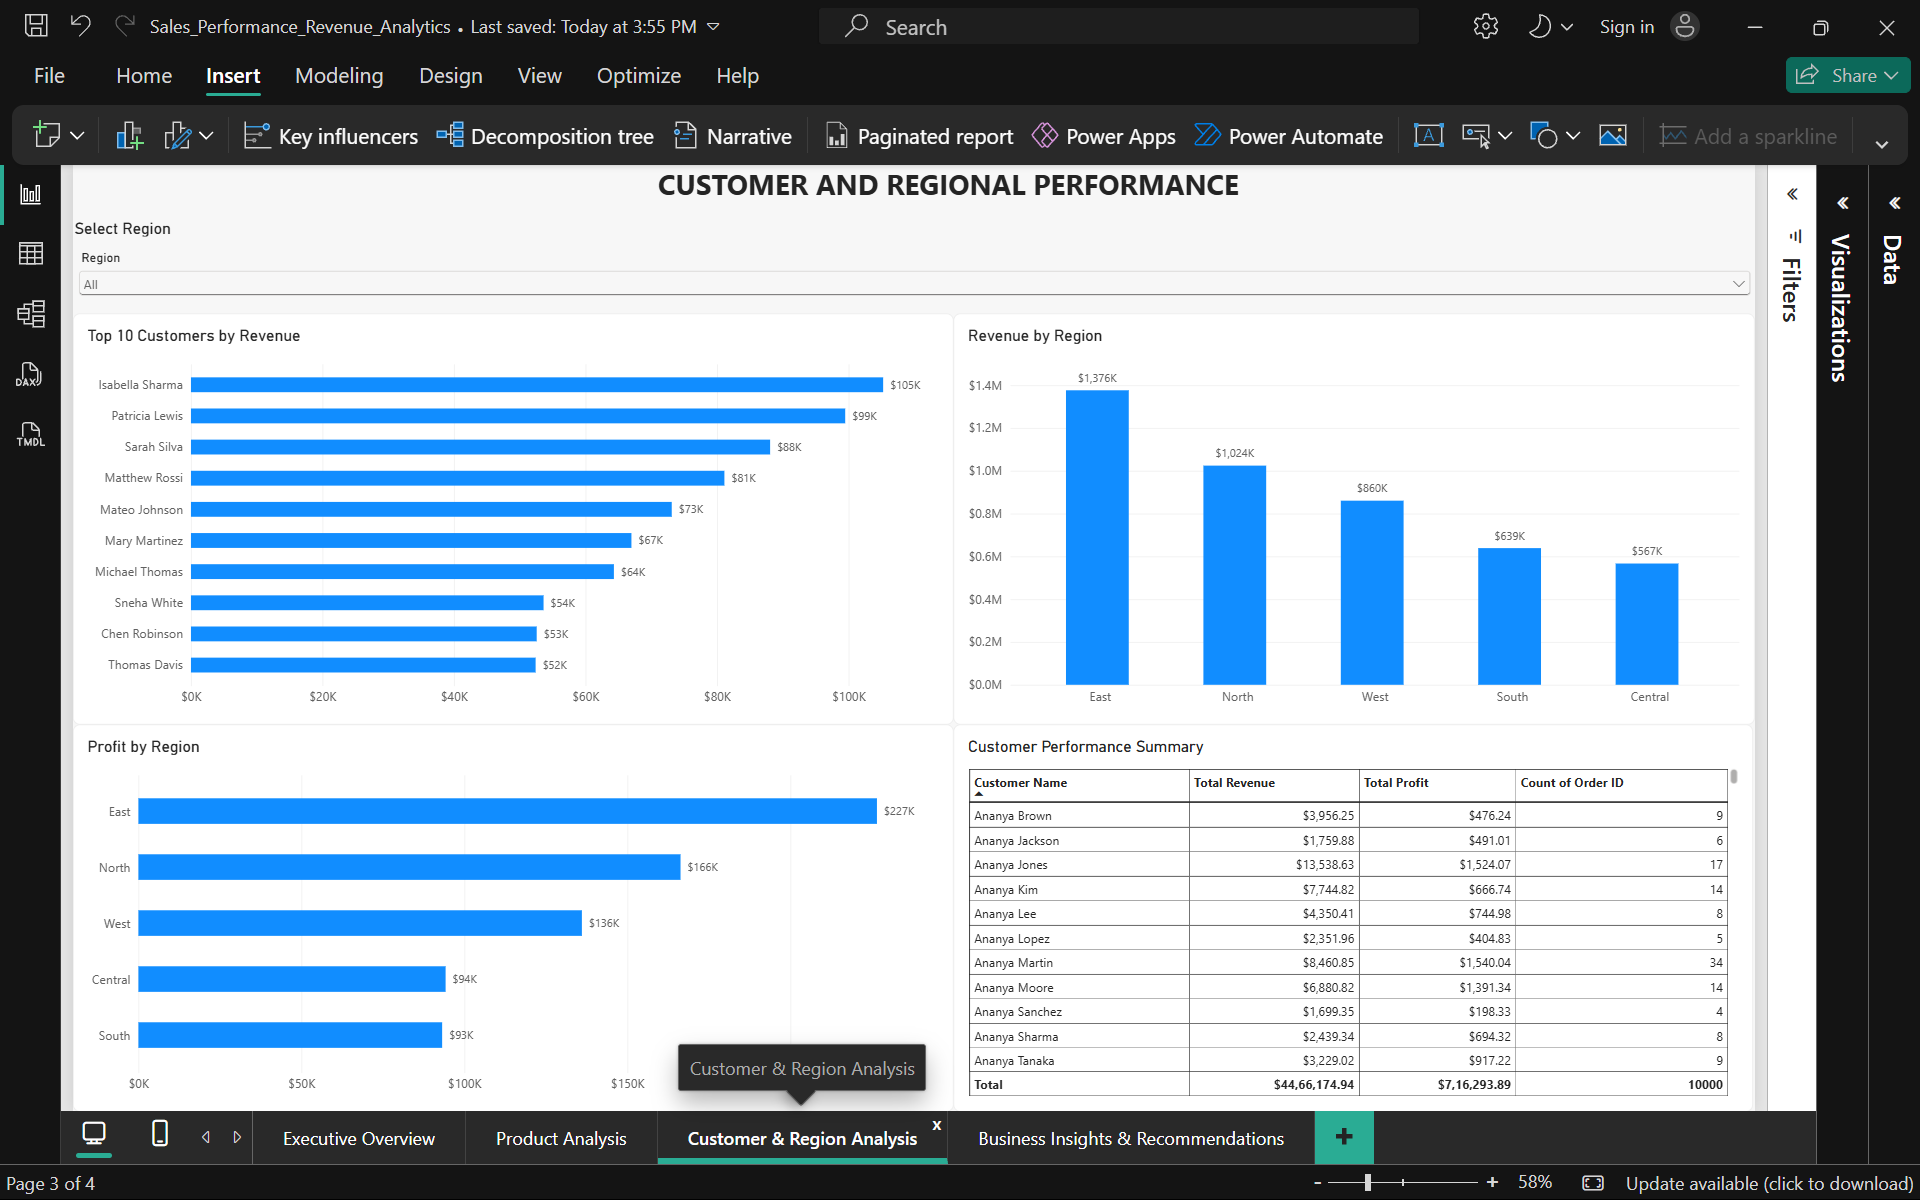 Sales_Performance_Revenue_Analytics • Last saved: Today at 3:55 PM
Search
Sign in
File Home Insert Modeling Design View Optimize Help
Share
Key influencers
Decomposition tree
Narrative
Paginated report
Power Apps
Power Automate
Add a sparkline
DAX
TMDL
CUSTOMER AND REGIONAL PERFORMANCE
Select Region
Region
All
Filters
Visualizations
Data
Top 10 Customers by Revenue
Isabella Sharma $105K
Patricia Lewis $99K
Sarah Silva $88K
Matthew Rossi $81K
Mateo Johnson $73K
Mary Martinez $67K
Michael Thomas $64K
Sneha White $54K
Chen Robinson $53K
Thomas Davis $52K
$0K $20K $40K $60K $80K $100K
Revenue by Region
$1.4M
$1.2M
$1.0M
$0.8M
$0.6M
$0.4M
$0.2M
$0.0M
$1,376K
$1,024K
$860K
$639K
$567K
East North West South Central
Profit by Region
East $227K
North $166K
West $136K
Central $94K
South $93K
$0K $50K $100K $150K
Customer & Region Analysis
Customer Performance Summary
Customer Name Total Revenue Total Profit Count of Order ID
Ananya Brown $3,956.25 $476.24 9
Ananya Jackson $1,759.88 $491.01 6
Ananya Jones $13,538.63 $1,524.07 17
Ananya Kim $7,744.82 $666.74 14
Ananya Lee $4,350.41 $744.98 8
Ananya Lopez $2,351.96 $404.83 5
Ananya Martin $8,460.85 $1,540.04 34
Ananya Moore $6,880.82 $1,391.34 14
Ananya Sanchez $1,699.35 $198.33 4
Ananya Sharma $2,439.34 $694.32 8
Ananya Tanaka $3,229.02 $917.22 9
Total $44,66,174.94 $7,16,293.89 10000
Executive Overview
Product Analysis
Customer & Region Analysis
x
Business Insights & Recommendations
Page 3 of 4
- + 58%
Update available (click to download)